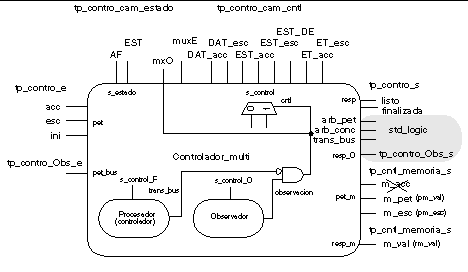 tp_contro_cam_estado tp_contro_cam_cntl
EST_DE
EST muxE DAT_esc EST_esc ET_esc
AF mxO DAT_acc EST_acc ET_acc
tp_contro_e s_estado s_control resp tp_contro_s
cntl listo
acc finalizada
esc pet arb_pet
ini arb_conc std_logic
trans_bus
resp_O tp_contro_Obs_s
tp_contro_Obs_e Controlador_multi tp_cntl_memoria_s
pet_bus m_acc
s_control_F trans_bus s_control_O observacion
pet_m m_pet (pm_val)
Procesador Observador m_esc (pm_esc)
(controlador) tp_cntl_memoria_s
resp_m m_val (rm_val)